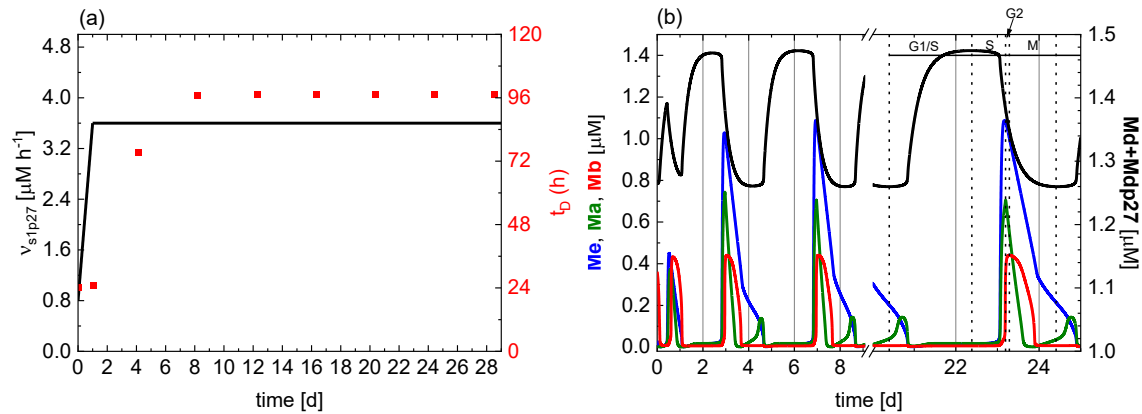 (a)
ν_s1p27 [μM h⁻¹]
4.8
4.0
3.2
2.4
1.6
0.8
0.0
120
96
72
48
24
0
t_D (h)
0 2 4 6 8 10 12 14 16 18 20 22 24 26 28
time [d]
(b)
G2
G1/S S M
Me, Ma, Mb [μM]
1.4
1.2
1.0
0.8
0.6
0.4
0.2
0.0
1.5
1.4
1.3
1.2
1.1
1.0
Md+Mdp27 [μM]
0 2 4 6 8 22 24
time [d]